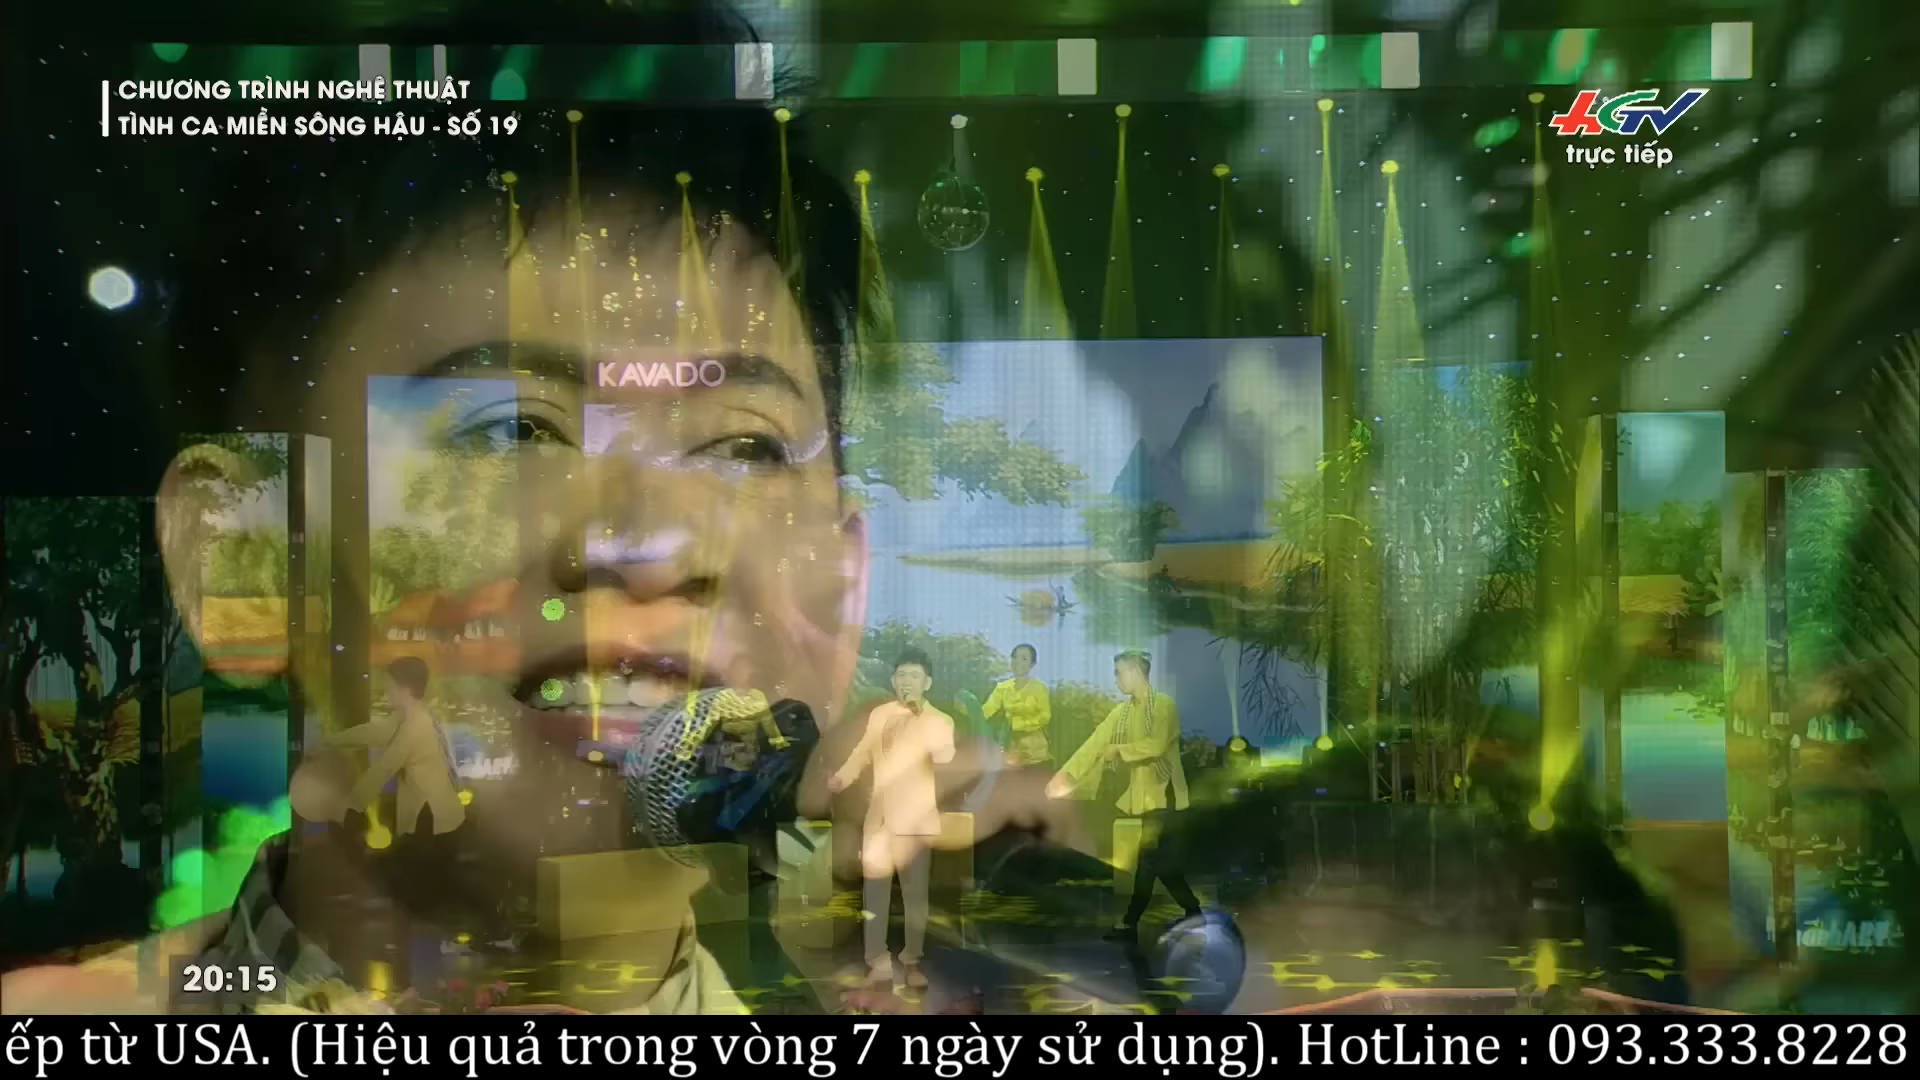 CHƯƠNG TRÌNH NGHỆ THUẬT
TÌNH CA MIỀN SÔNG HẬU - SỐ 19
HGTV
trực tiếp
KAVADO
20:15
ếp từ USA. (Hiệu quả trong vòng 7 ngày sử dụng). HotLine : 093.333.8228